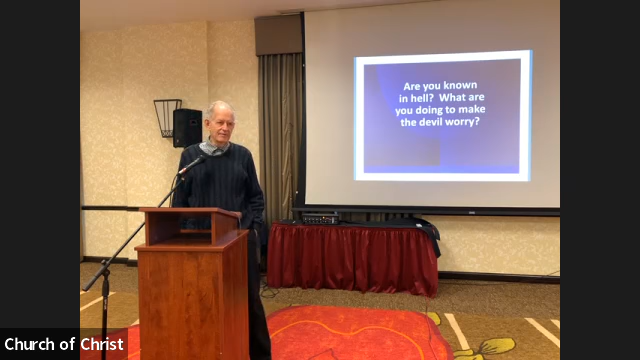 Are you known
in hell?  What are
you doing to make
the devil worry?
Church of Christ